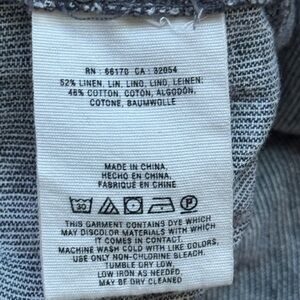 RN : 66170 CA : 32054
52% LINEN, LIN, LINO, LINO, LEINEN;
48% COTTON, COTON, ALGODÓN,
COTONE, BAUMWOLLE
MADE IN CHINA,
HECHO EN CHINA,
FABRIQUÉ EN CHINE
THIS GARMENT CONTAINS DYE WHICH
MAY DISCOLOR MATERIALS WITH WHICH
IT COMES IN CONTACT.
MACHINE WASH COLD WITH LIKE COLORS,
USE ONLY NON-CHLORINE BLEACH.
TUMBLE DRY LOW,
LOW IRON AS NEEDED,
MAY BE DRY CLEANED